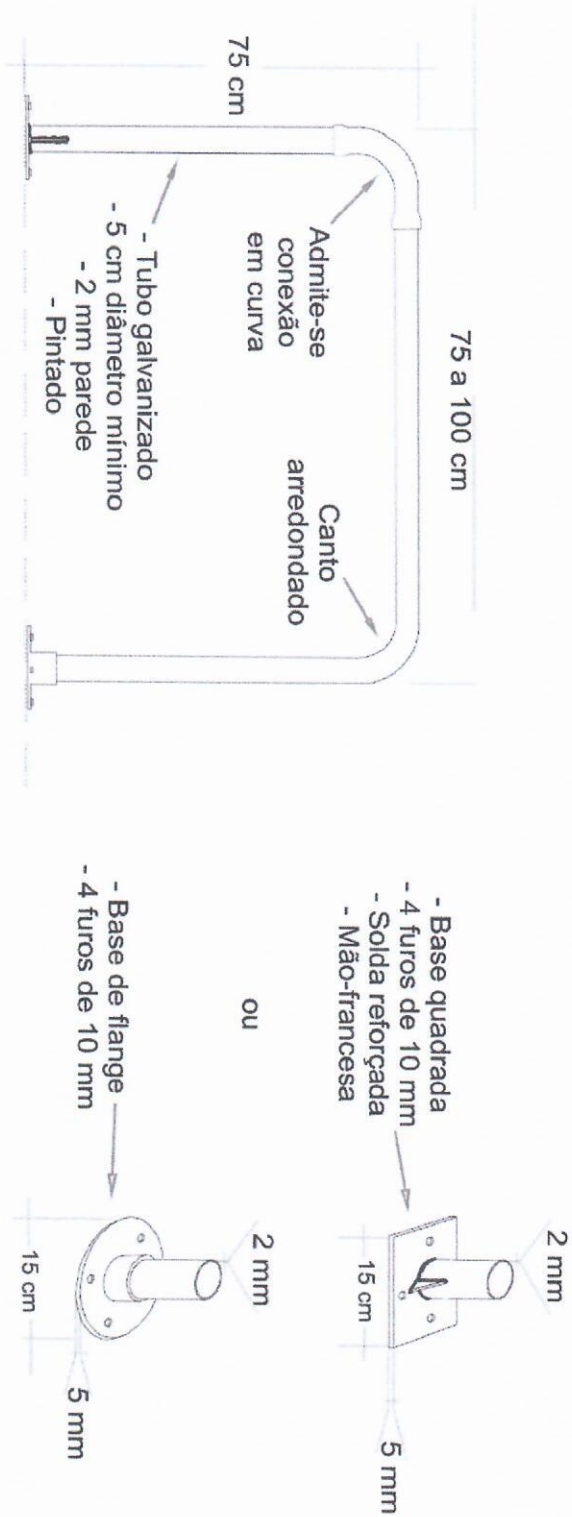 75 cm
75 a 100 cm
Admite-se
conexão
em curva
Canto
arredondado
- Tubo galvanizado
- 5 cm diâmetro mínimo
- 2 mm parede
- Pintado
- Base quadrada
- 4 furos de 10 mm
- Solda reforçada
- Mão-francesa
2 mm
15 cm
5 mm
ou
- Base de flange
- 4 furos de 10 mm
2 mm
15 cm
5 mm